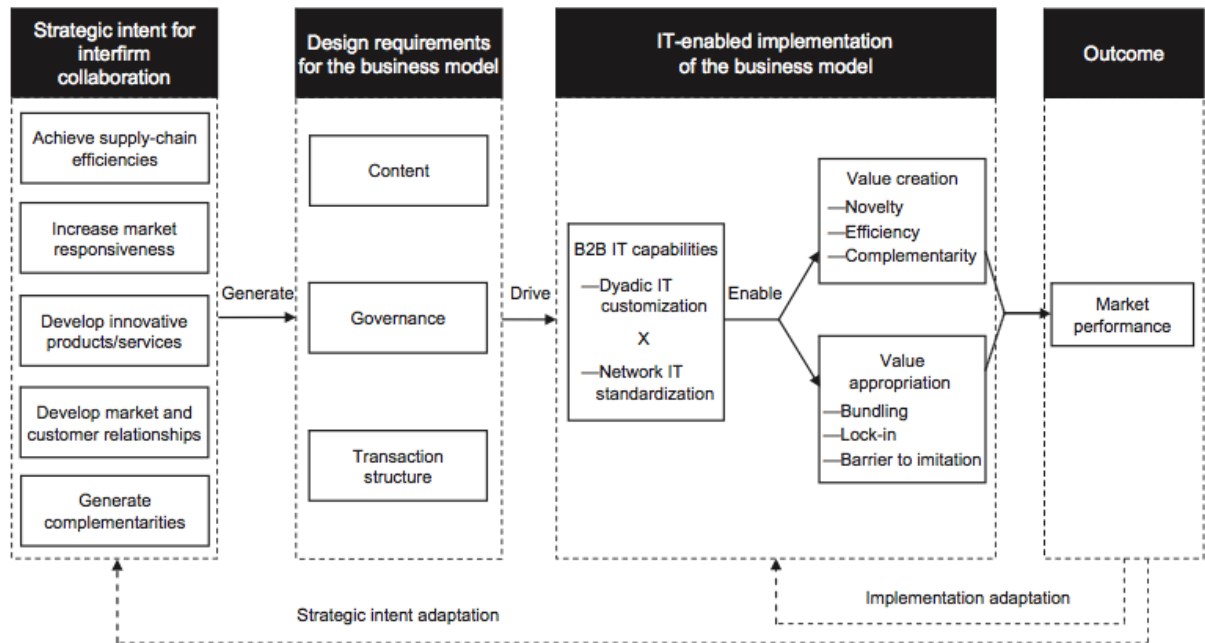 Strategic intent for
interfirm
collaboration
Achieve supply-chain
efficiencies
Increase market
responsiveness
Develop innovative
products/services
Develop market and
customer relationships
Generate
complementarities
Generate
Design requirements
for the business model
Content
Governance
Transaction
structure
Drive
IT-enabled implementation
of the business model
B2B IT capabilities
—Dyadic IT
customization
X
—Network IT
standardization
Enable
Value creation
—Novelty
—Efficiency
—Complementarity
Value
appropriation
—Bundling
—Lock-in
—Barrier to imitation
Outcome
Market
performance
Implementation adaptation
Strategic intent adaptation